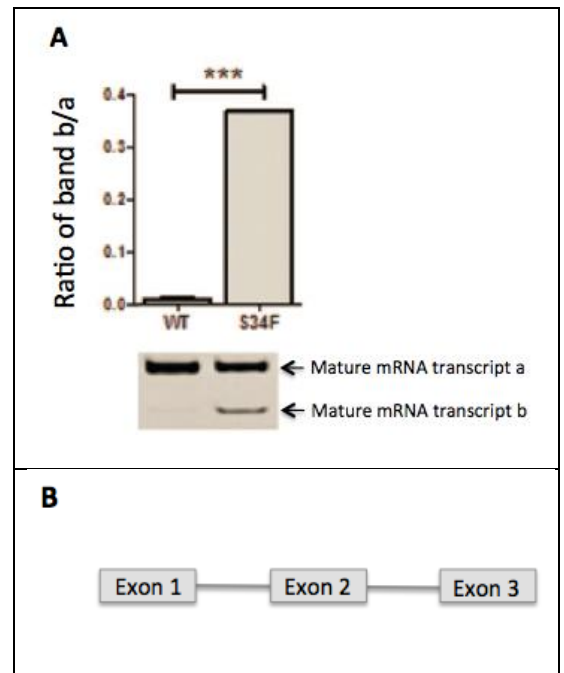 A
***
Ratio of band b/a
0.4
0.3
0.2
0.1
0.0
WT
S34F
Mature mRNA transcript a
Mature mRNA transcript b
B
Exon 1
Exon 2
Exon 3